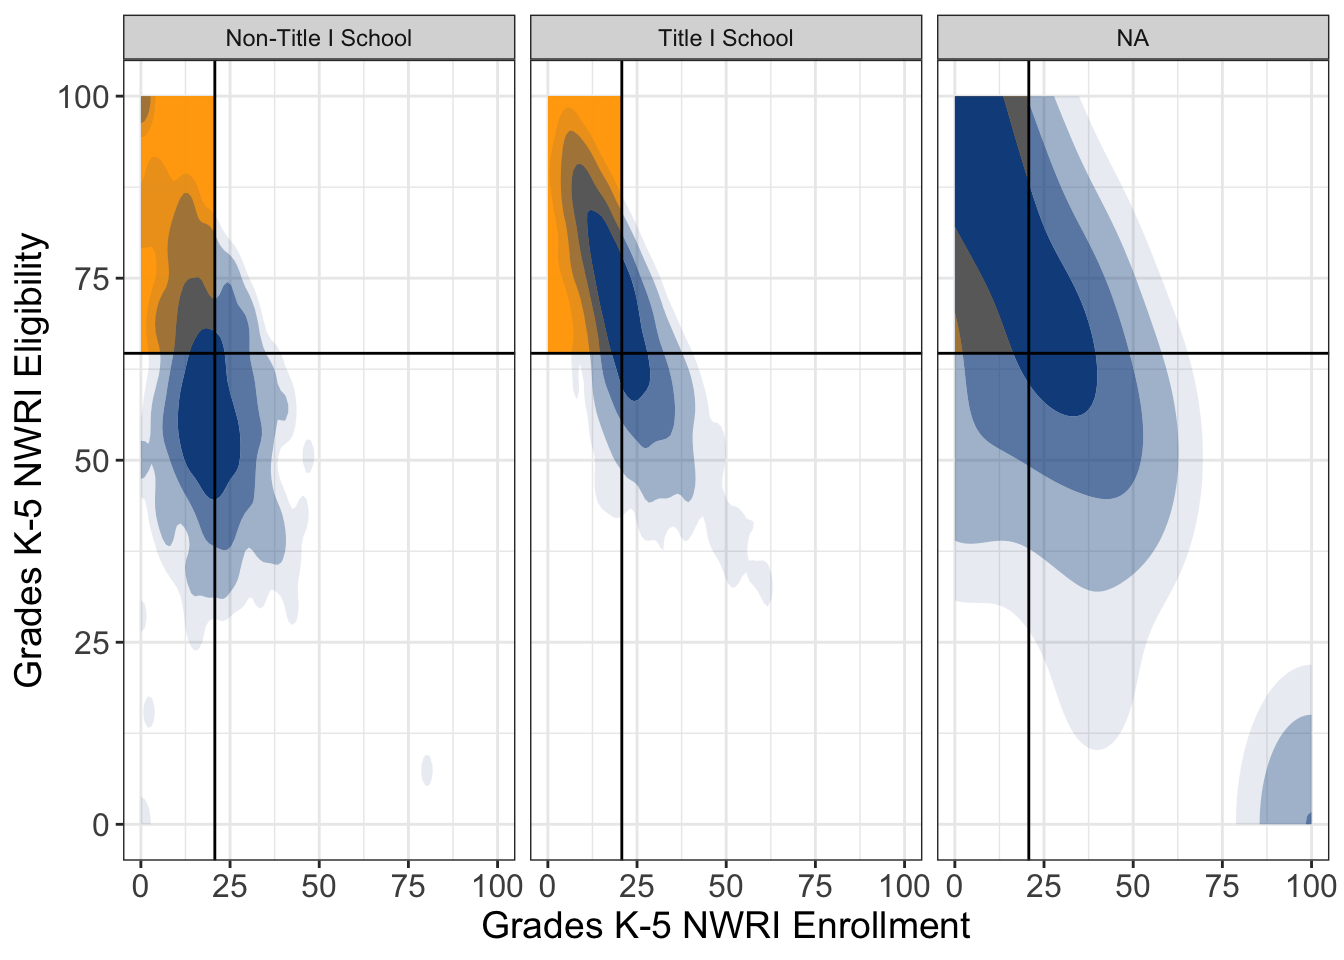 Non-Title I School
Title I School
NA
Grades K-5 NWRI Eligibility
100
75
50
25
0
0 25 50 75 100
0 25 50 75 100
0 25 50 75 100
Grades K-5 NWRI Enrollment